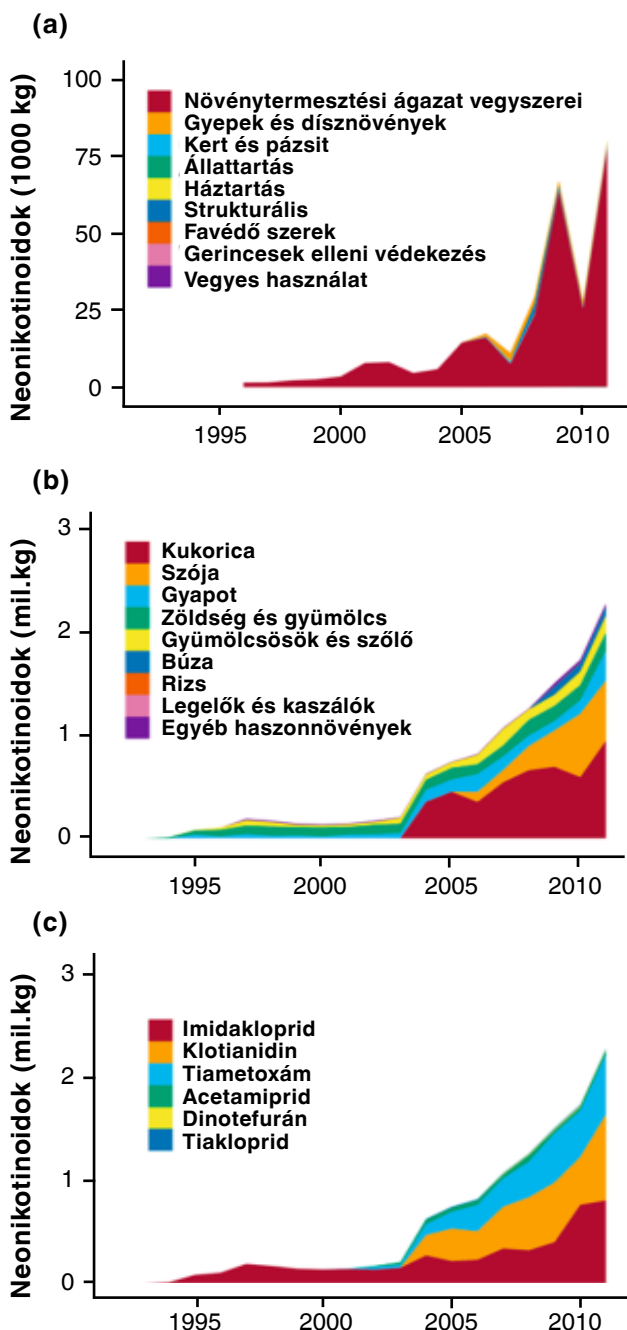 (a)
Neonikotinoidok (1000 kg)
100
75
50
25
0
Növénytermesztési ágazat vegyszerei
Gyepek és dísznövények
Kert és pázsit
Állattartás
Háztartás
Strukturális
Favédő szerek
Gerincesek elleni védekezés
Vegyes használat
1995 2000 2005 2010
(b)
Neonikotinoidok (mil.kg)
3
2
1
0
Kukorica
Szója
Gyapot
Zöldség és gyümölcs
Gyümölcsösök és szőlő
Búza
Rizs
Legelők és kaszálók
Egyéb haszonnövények
1995 2000 2005 2010
(c)
Neonikotinoidok (mil.kg)
3
2
1
0
Imidakloprid
Klotianidin
Tiametoxám
Acetamiprid
Dinotefurán
Tiakloprid
1995 2000 2005 2010